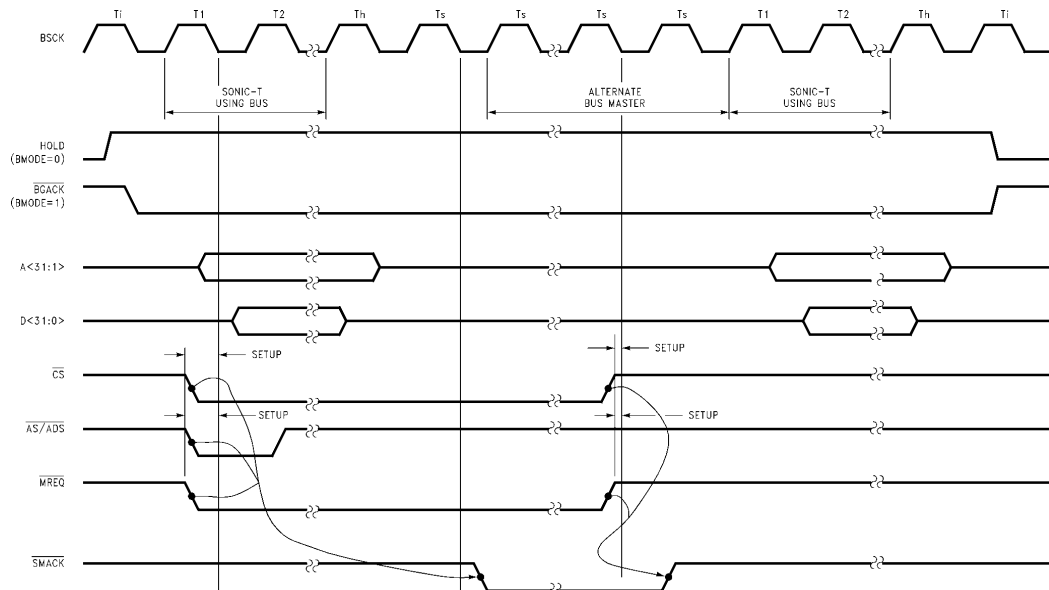 Ti T1 T2 Th Ts Ts Ts Ts T1 T2 Th Ti
BSCK
SONIC-T
USING BUS
ALTERNATE
BUS MASTER
SONIC-T
USING BUS
HOLD
(BMODE=0)
BGACK
(BMODE=1)
A<31:1>
D<31:0>
SETUP
SETUP
CS
SETUP
SETUP
AS/ADS
MREQ
SMACK